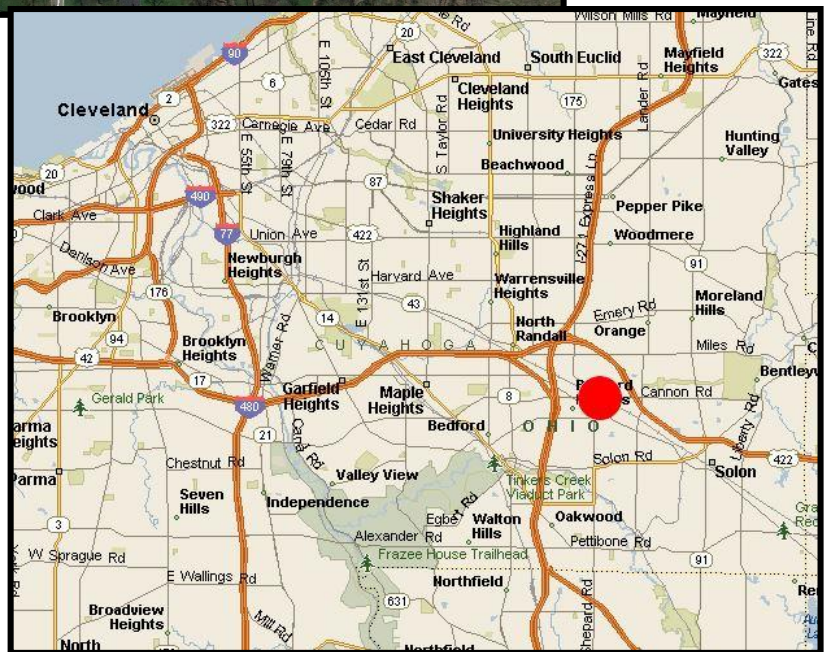 Wilson Mills Rd
Mayfield
20
90
East Cleveland
South Euclid
Mayfield
Heights
322
E 105th St
6
Cleveland
Heights
Gates
2
Cleveland
175
Lander Rd
322
Carnegie Ave
Cedar Rd
S Taylor Rd
University Heights
Hunting
Valley
E 55th St
E 79th St
Beachwood
20
wood
87
I-271 Express Ln
490
Shaker
Heights
Pepper Pike
Clark Ave
77
Union Ave
422
Highland
Hills
Woodmere
Denison Ave
Newburgh
Heights
E 131st St
Harvard Ave
91
Warrensville
Heights
176
43
Emery Rd
Moreland
Hills
Brooklyn
14
North
Randall
Orange
94
Warner Rd
CUYAHOGA
Miles Rd
42
Brooklyn
Heights
17
Garfield
Heights
Maple
Heights
8
Cannon Rd
Bentleyv
Gerald Park
480
arma
eights
Bedford
OHIO
Liberty Rd
21
Canal Rd
Solon Rd
422
Chestnut Rd
Solon
Parma
Valley View
Tinkers Creek
Viaduct Park
Seven
Hills
Independence
Egbert Rd
Walton
Hills
Oakwood
3
Alexander Rd
Pettibone Rd
W Sprague Rd
Frazee House Trailhead
91
E Wallings Rd
Northfield
Broadview
Heights
631
Mill Rd
Shepard Rd
North
Northfield